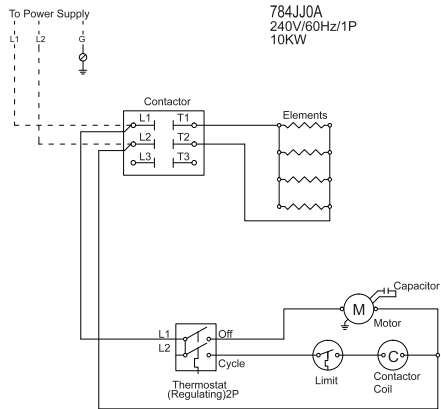 To Power Supply
L1 L2 G
784JJ0A
240V/60Hz/1P
10KW
Contactor
L1 T1
L2 T2
L3 T3
Elements
Capacitor
M
Motor
L1 Off
L2
Cycle
Thermostat
(Regulating)2P
Limit
C
Contactor
Coil